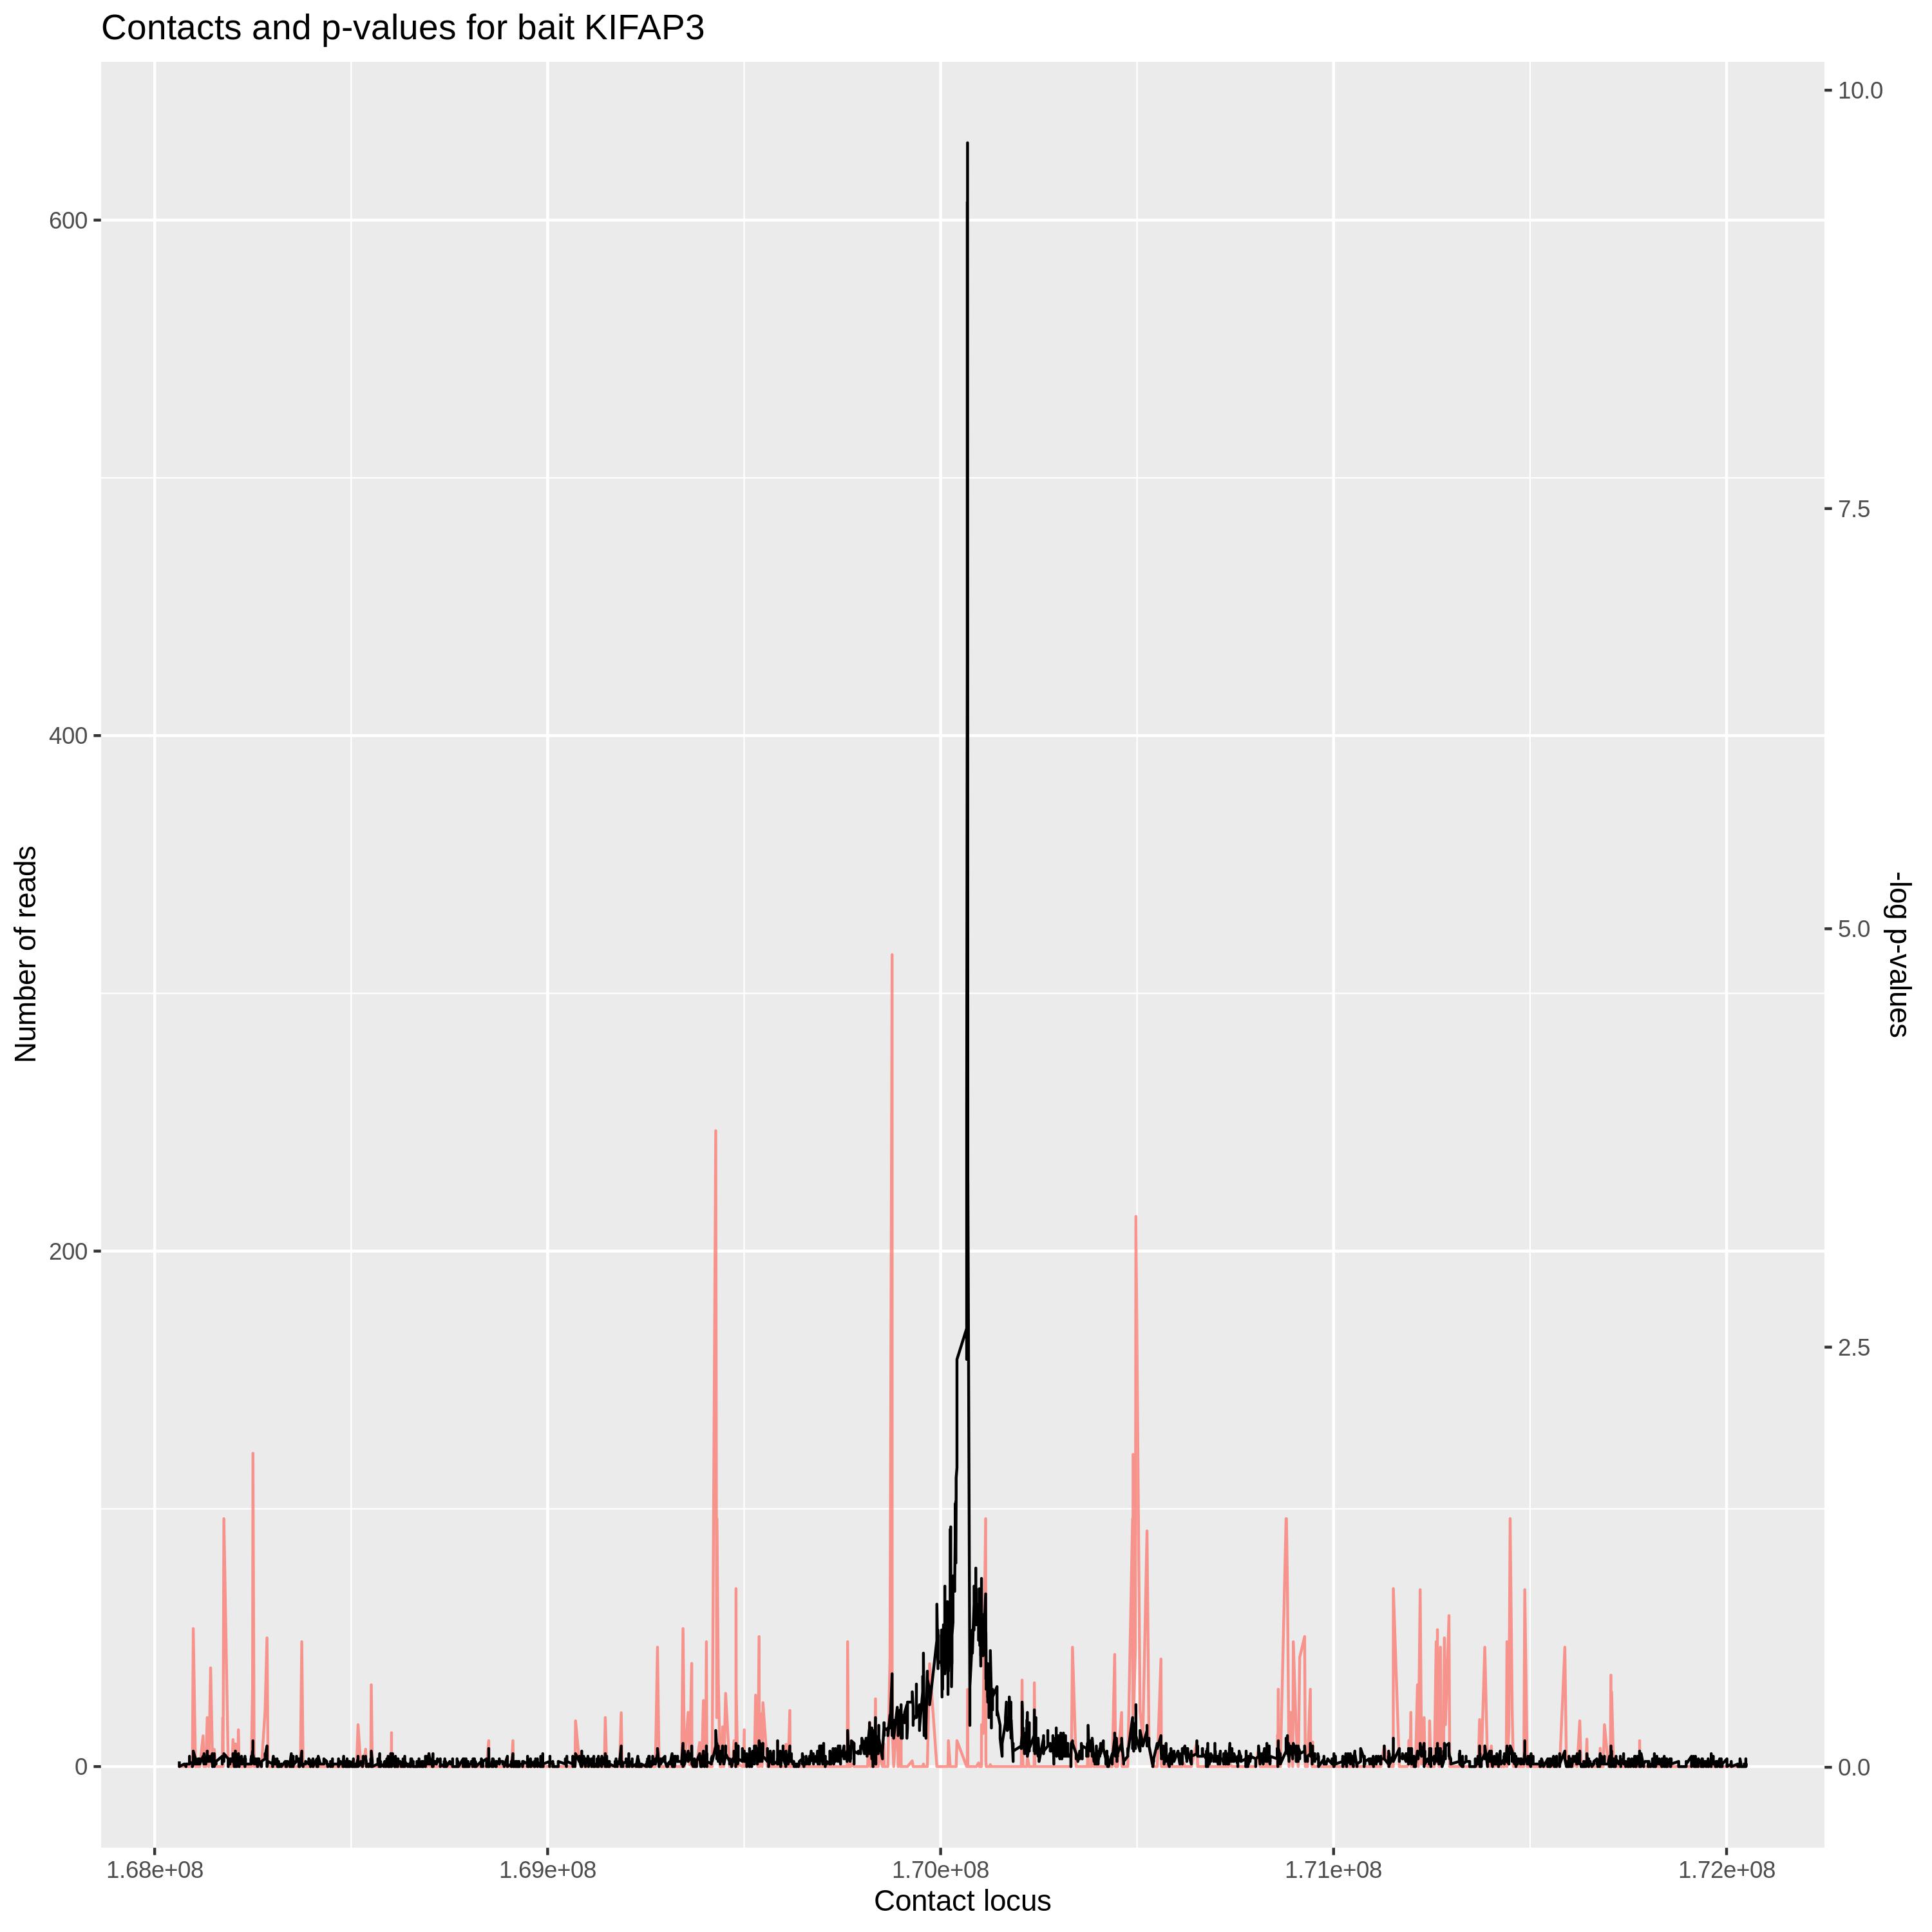 Contacts and p-values for bait KIFAP3
10.0
600
7.5
400
5.0
Number of reads
-log p-values
200
2.5
0
0.0
1.68e+08
1.69e+08
1.70e+08
1.71e+08
1.72e+08
Contact locus